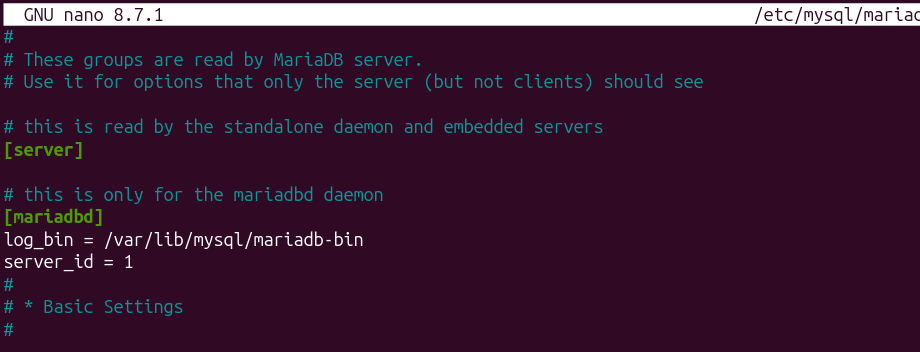 GNU nano 8.7.1 /etc/mysql/mariad
#
# These groups are read by MariaDB server.
# Use it for options that only the server (but not clients) should see
# this is read by the standalone daemon and embedded servers
[server]
# this is only for the mariadbd daemon
[mariadbd]
log_bin = /var/lib/mysql/mariadb-bin
server_id = 1
#
# * Basic Settings
#